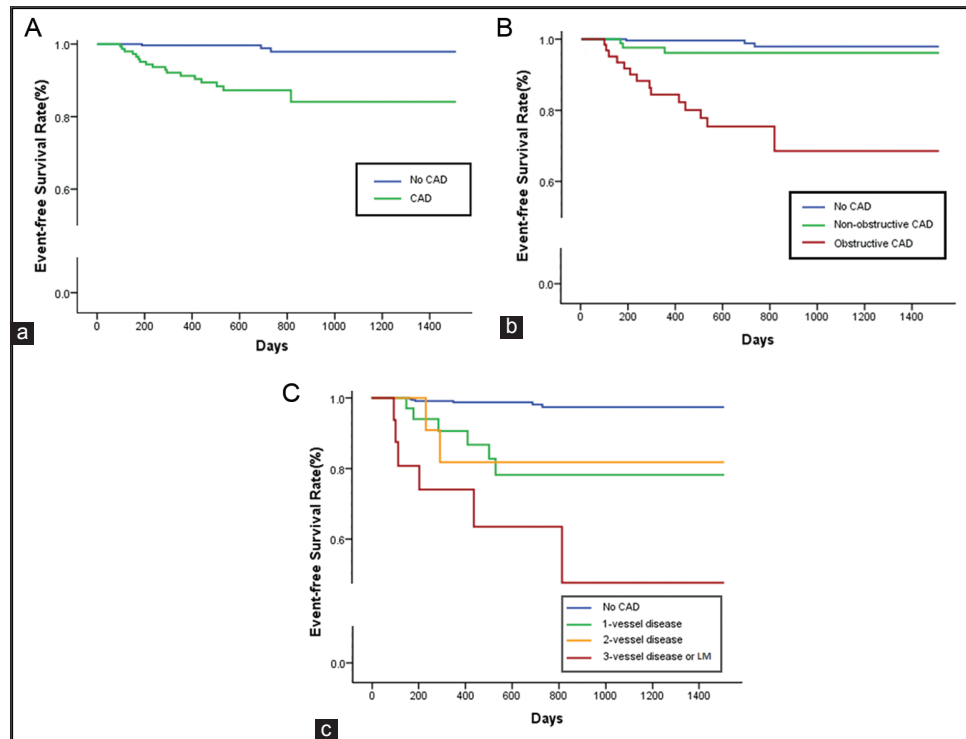 A
Event-free Survival Rate(%)
1.0
0.8
0.6
0.0
No CAD
CAD
0 200 400 600 800 1000 1200 1400
Days
a
B
Event-free Survival Rate(%)
1.0
0.8
0.6
0.0
No CAD
Non-obstructive CAD
Obstructive CAD
0 200 400 600 800 1000 1200 1400
Days
b
C
Event-free Survival Rate(%)
1.0
0.8
0.6
0.0
No CAD
1-vessel disease
2-vessel disease
3-vessel disease or LM
0 200 400 600 800 1000 1200 1400
Days
c